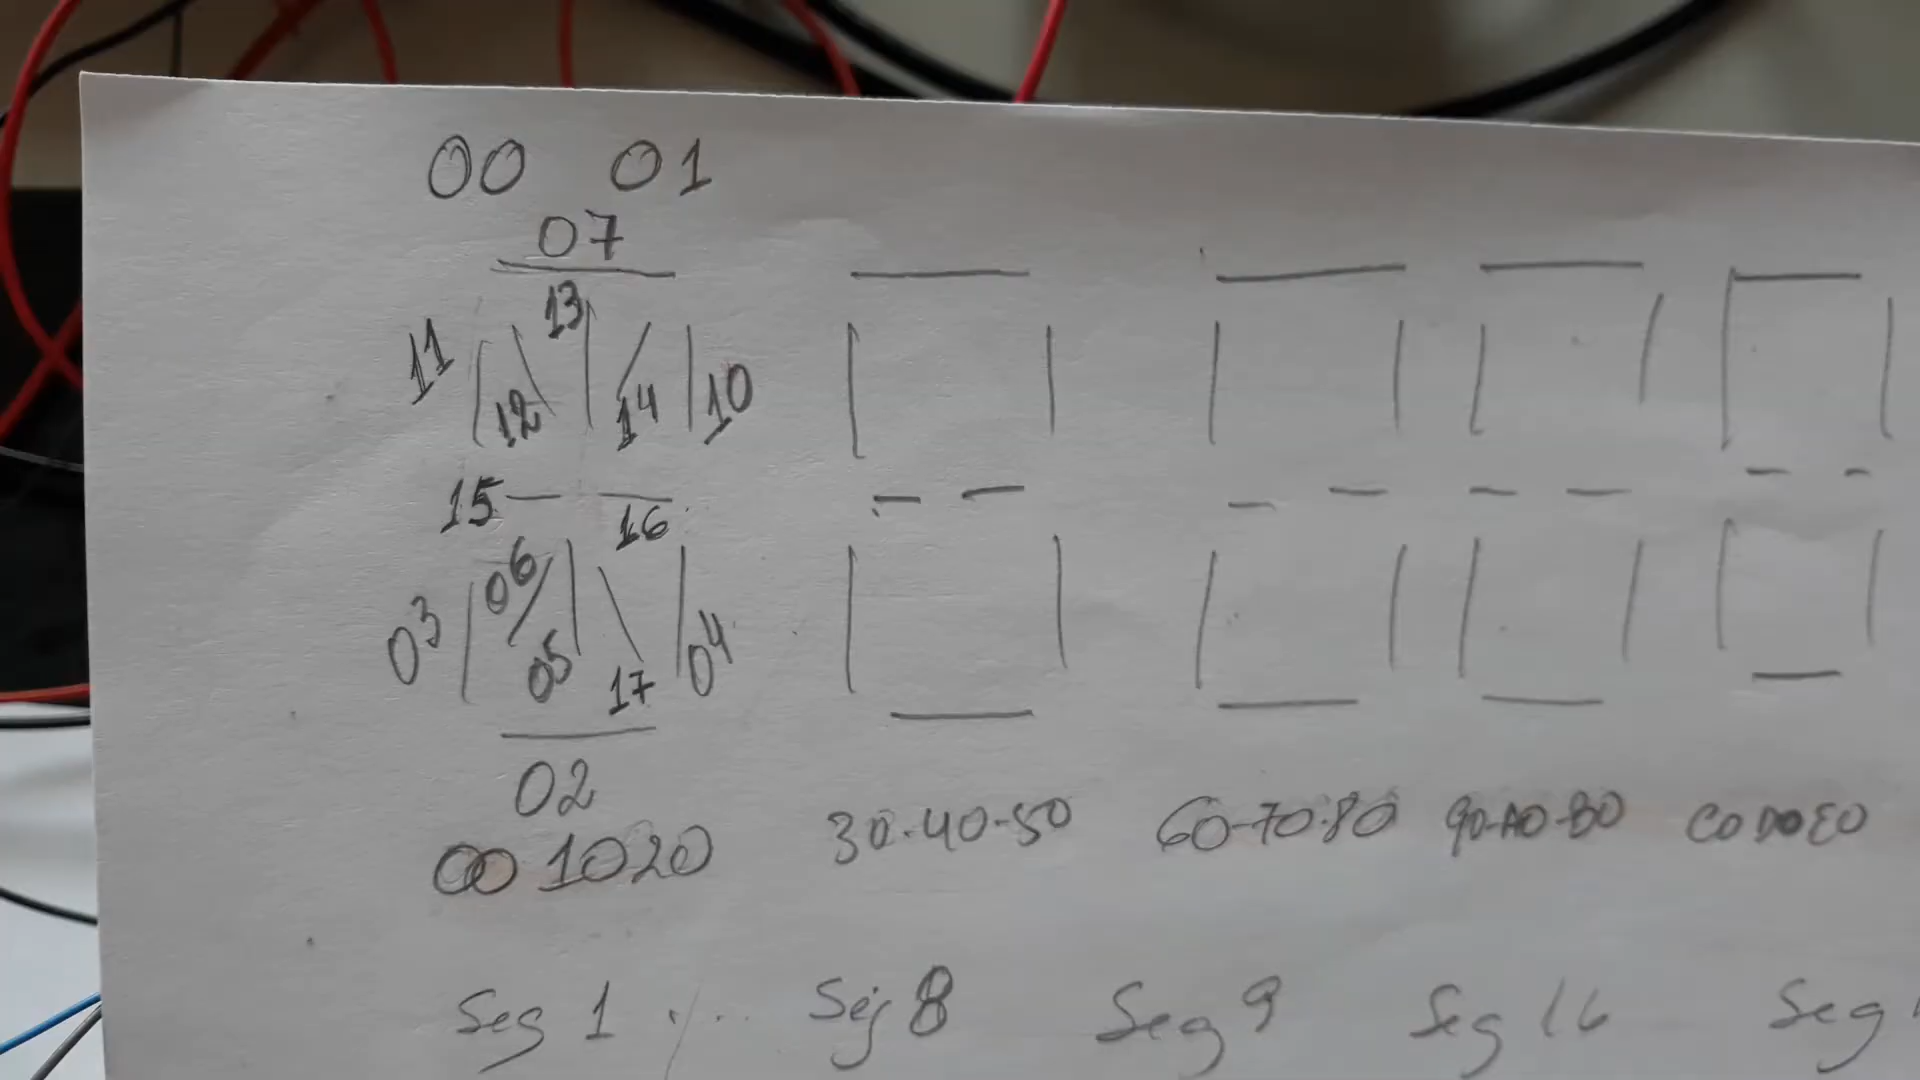 00 01
07
13
11 12 14 10
15 16
06
03 05 17 04
02
00 10 20 30-40-50 60-70-80 90-A0-B0 C0 D0 E0
Seg 1 ... Seg 8 Seg 9 Seg 16 Seg